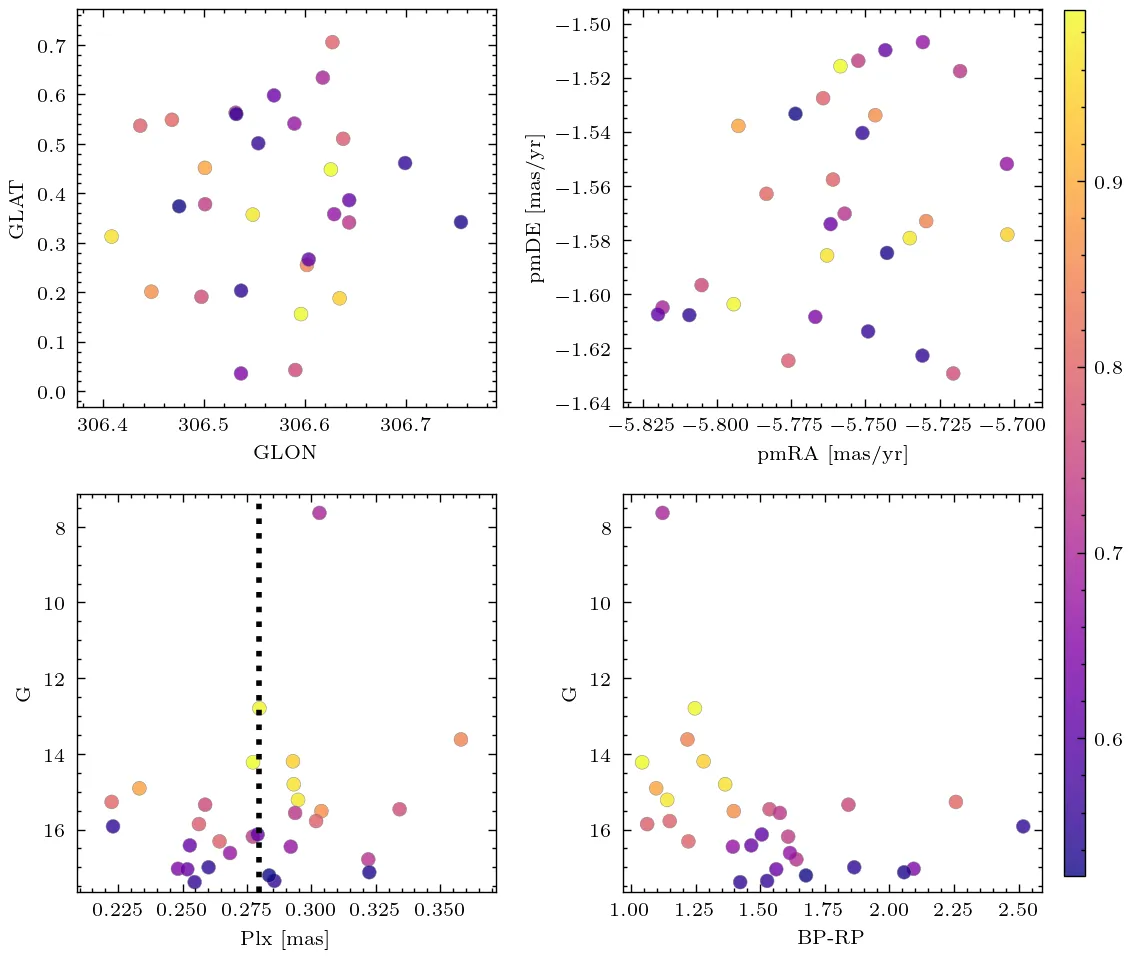 0.7
0.6
0.5
0.4
0.3
0.2
0.1
0.0
306.4 306.5 306.6 306.7
GLON
GLAT
−1.50
−1.52
−1.54
−1.56
−1.58
−1.60
−1.62
−1.64
−5.825 −5.800 −5.775 −5.750 −5.725 −5.700
pmRA [mas/yr]
pmDE [mas/yr]
0.9
0.8
0.7
0.6
8
10
12
14
16
0.225 0.250 0.275 0.300 0.325 0.350
Plx [mas]
G
8
10
12
14
16
1.00 1.25 1.50 1.75 2.00 2.25 2.50
BP-RP
G